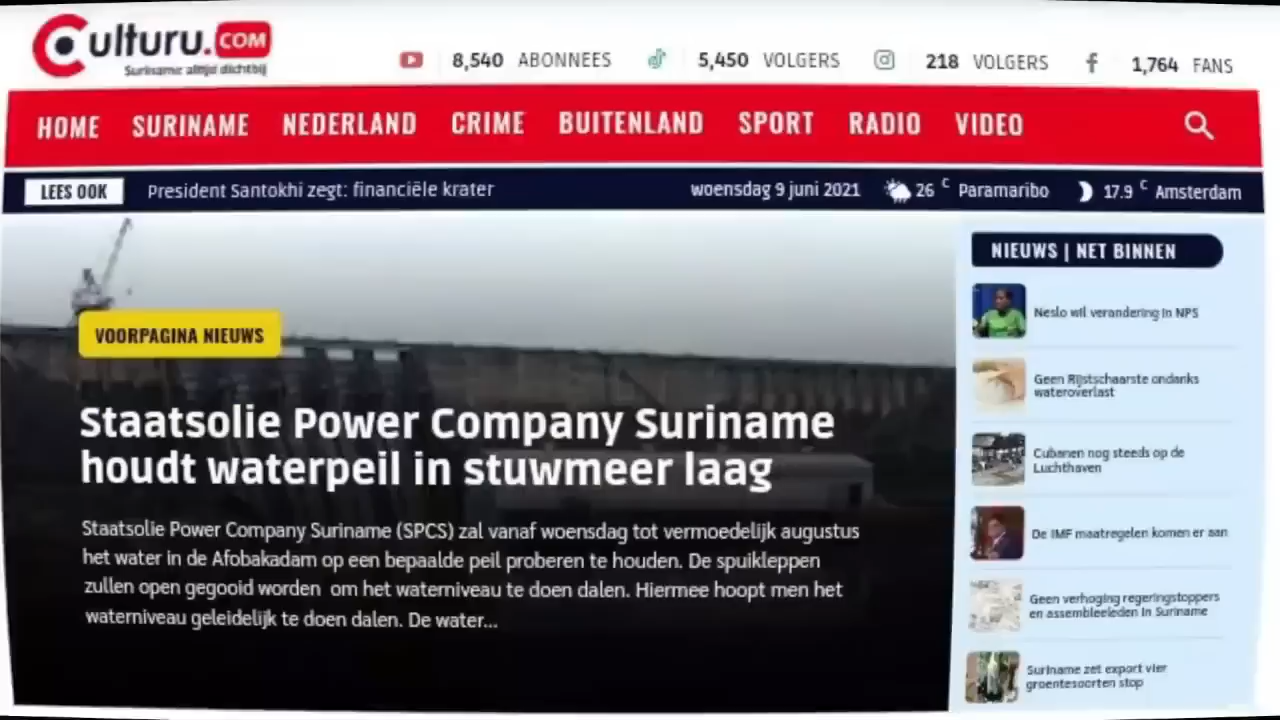 Culturu.COM
Suriname altijd dichtbij
8,540 ABONNEES 5,450 VOLGERS 218 VOLGERS 1,764 FANS
HOME SURINAME NEDERLAND CRIME BUITENLAND SPORT RADIO VIDEO
LEES OOK President Santokhi zegt: financiële krater woensdag 9 juni 2021 26 C Paramaribo 17.9 C Amsterdam
VOORPAGINA NIEUWS
Staatsolie Power Company Suriname
houdt waterpeil in stuwmeer laag
Staatsolie Power Company Suriname (SPCS) zal vanaf woensdag tot vermoedelijk augustus
het water in de Afobakadam op een bepaalde peil proberen te houden. De spuikleppen
zullen open gegooid worden om het waterniveau te doen dalen. Hiermee hoopt men het
waterniveau geleidelijk te doen dalen. De water...
NIEUWS | NET BINNEN
Neslo wil verandering in NPS
Geen Rijstschaarste ondanks
wateroverlast
Cubanen nog steeds op de
Luchthaven
De IMF maatregelen komen er aan
Geen verhoging regeringstoppers
en assembleeleden in Suriname
Suriname zet export vier
groentesoorten stop